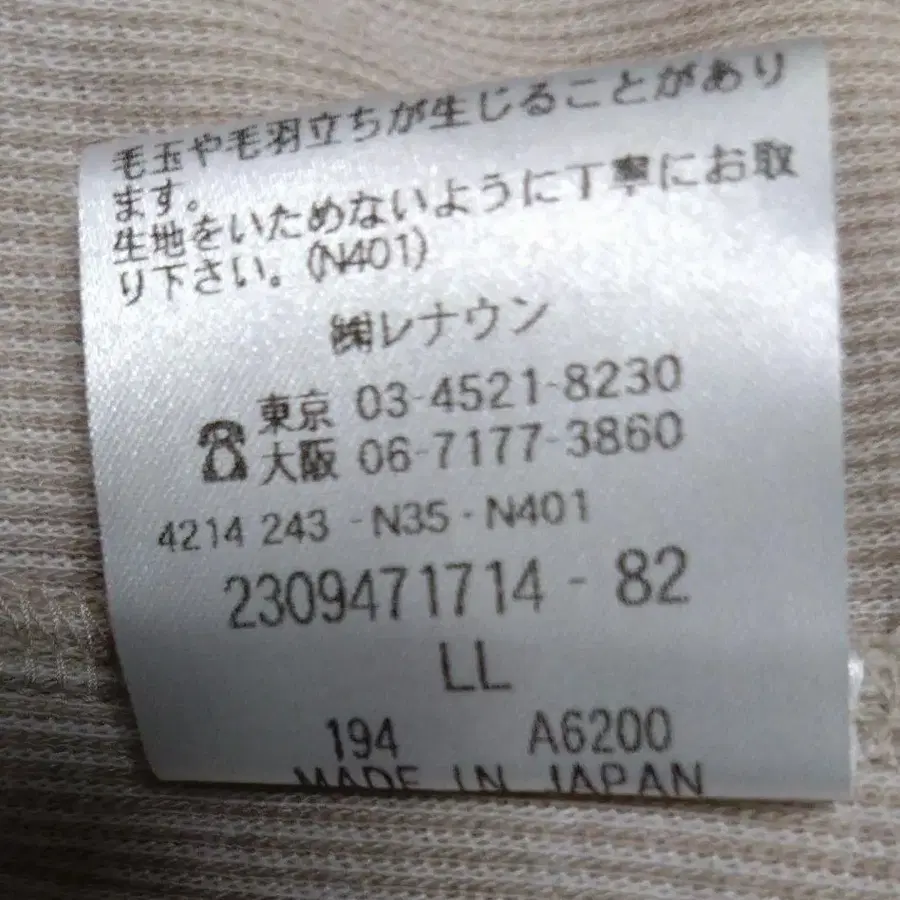 毛玉や毛羽立ちが生じることがあり
ます。
生地をいためないように丁寧にお取
り下さい。(N401)
㈱レナウン
☎東京 03-4521-8230
大阪 06-7177-3860
4214 243 -N35-N401
2309471714-82
LL
194 A6200
MADE IN JAPAN